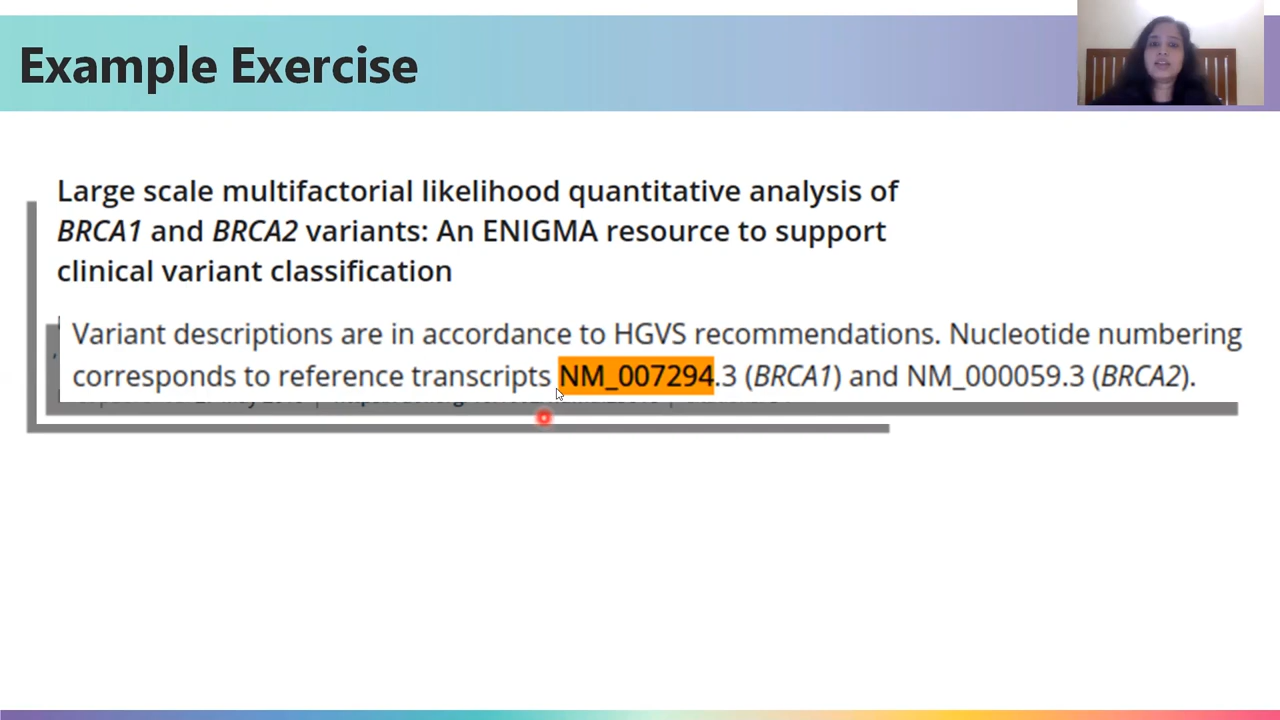 Example Exercise
Large scale multifactorial likelihood quantitative analysis of
BRCA1 and BRCA2 variants: An ENIGMA resource to support
clinical variant classification
Variant descriptions are in accordance to HGVS recommendations. Nucleotide numbering
corresponds to reference transcripts NM_007294.3 (BRCA1) and NM_000059.3 (BRCA2).